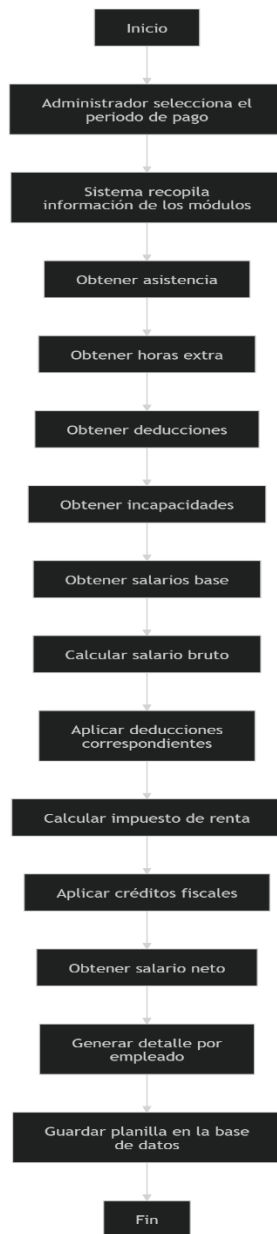 Inicio
Administrador selecciona el
periodo de pago
Sistema recopila
información de los módulos
Obtener asistencia
Obtener horas extra
Obtener deducciones
Obtener incapacidades
Obtener salarios base
Calcular salario bruto
Aplicar deducciones
correspondientes
Calcular impuesto de renta
Aplicar créditos fiscales
Obtener salario neto
Generar detalle por
empleado
Guardar planilla en la base
de datos
Fin